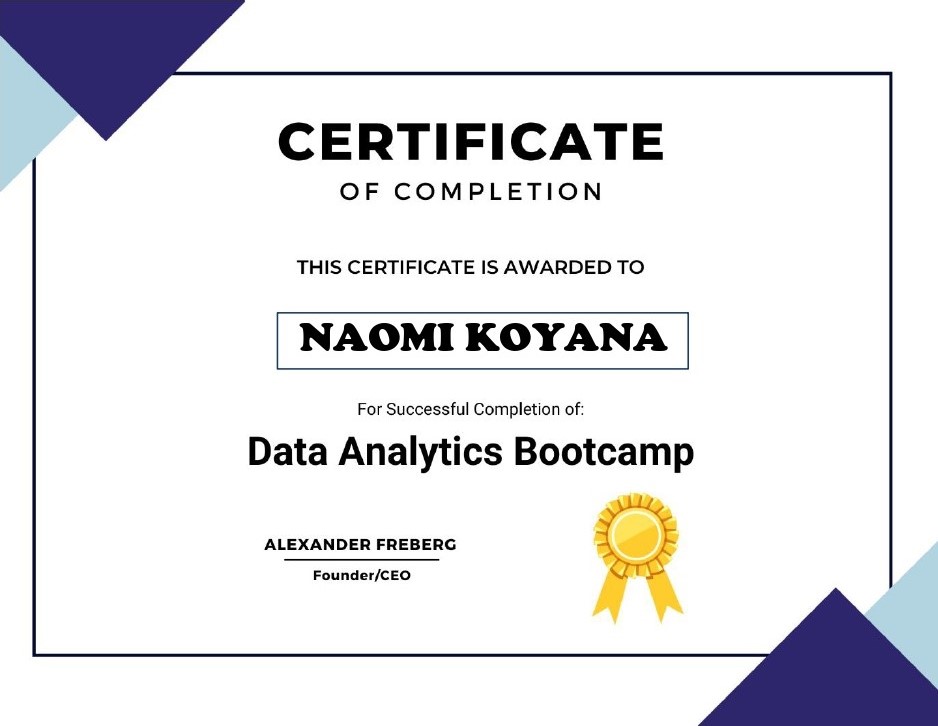 CERTIFICATE
OF COMPLETION
THIS CERTIFICATE IS AWARDED TO
NAOMI KOYANA
For Successful Completion of:
Data Analytics Bootcamp
ALEXANDER FREBERG
Founder/CEO